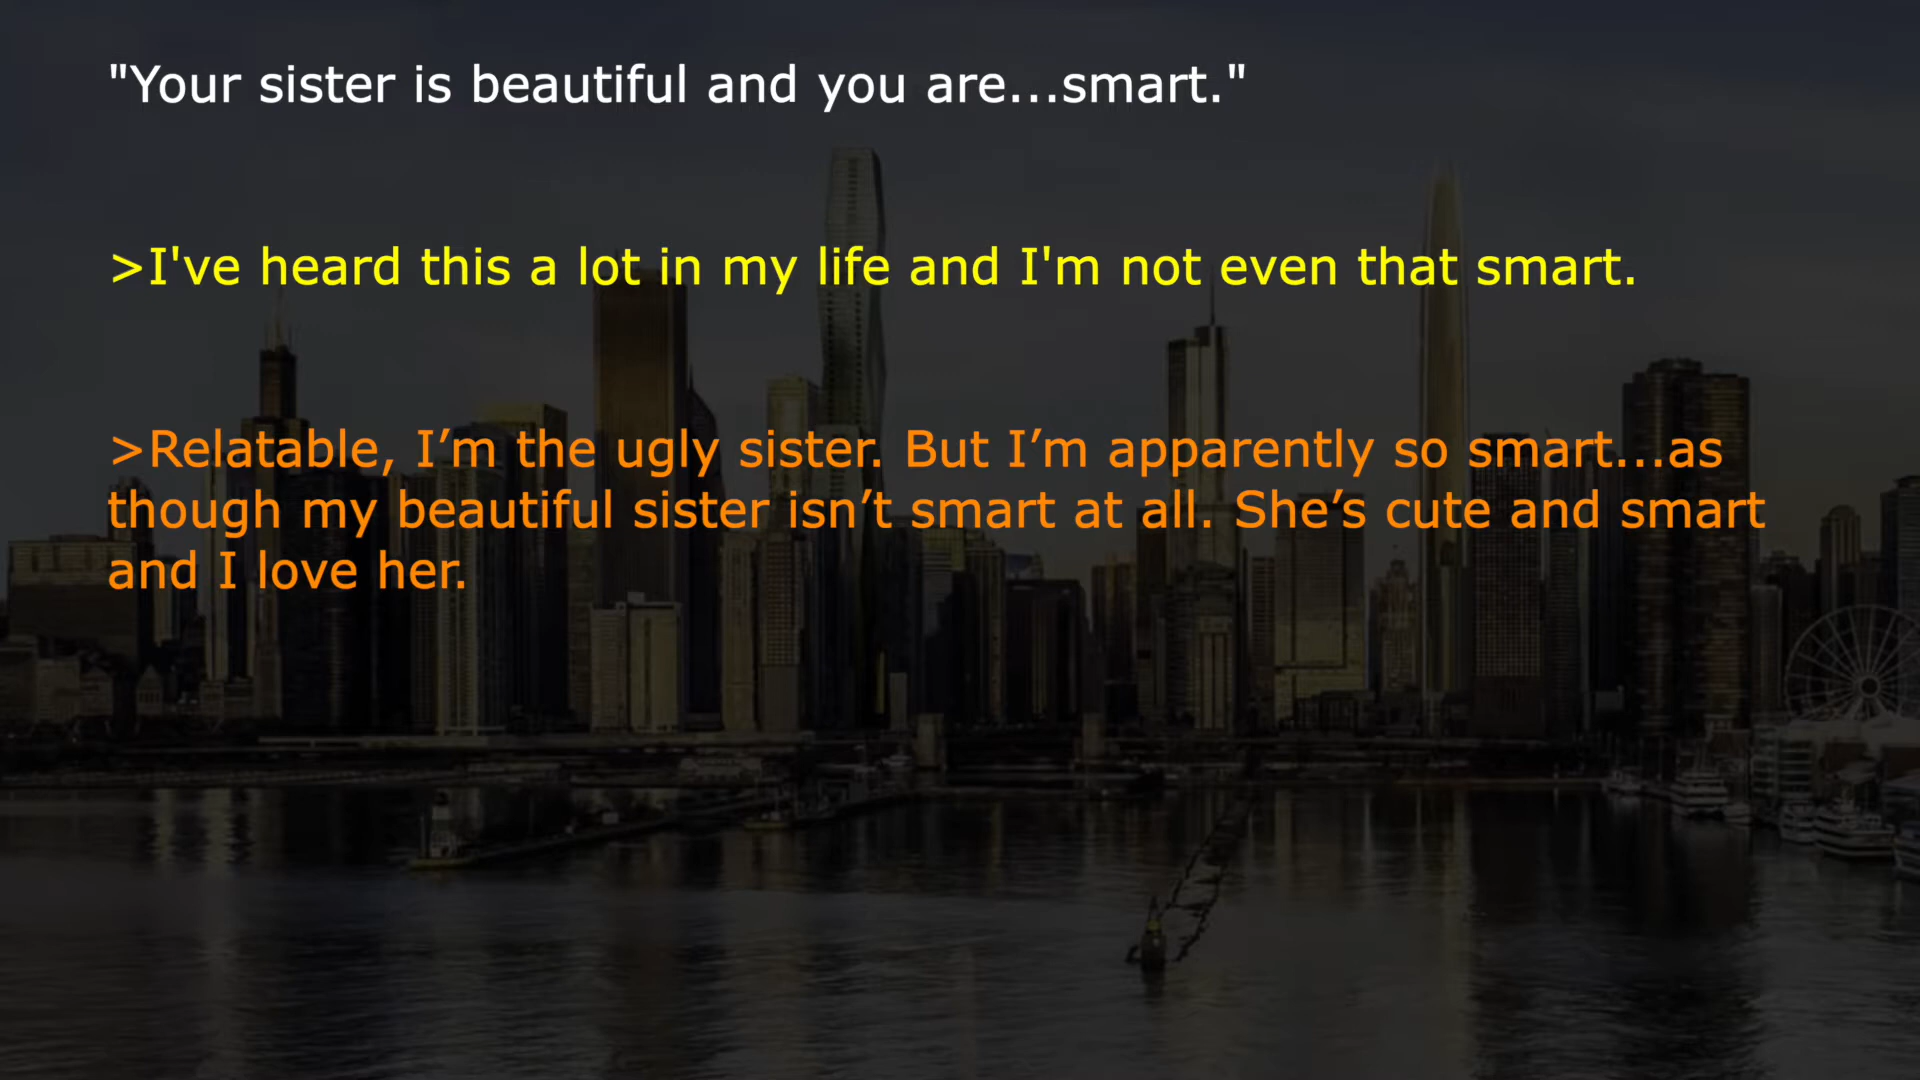 "Your sister is beautiful and you are...smart."
>I've heard this a lot in my life and I'm not even that smart.
>Relatable, I’m the ugly sister. But I’m apparently so smart...as
though my beautiful sister isn’t smart at all. She’s cute and smart
and I love her.